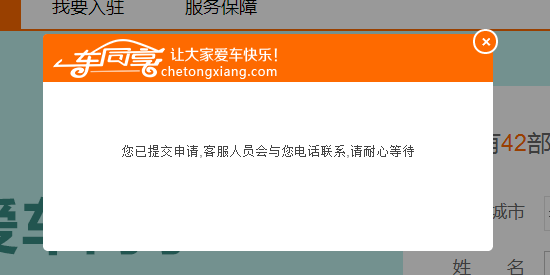 我要入驻 服务保障
车同享 让大家爱车快乐!
chetongxiang.com
您已提交申请,客服人员会与您电话联系,请耐心等待
有42部
爱车
城市
姓 名